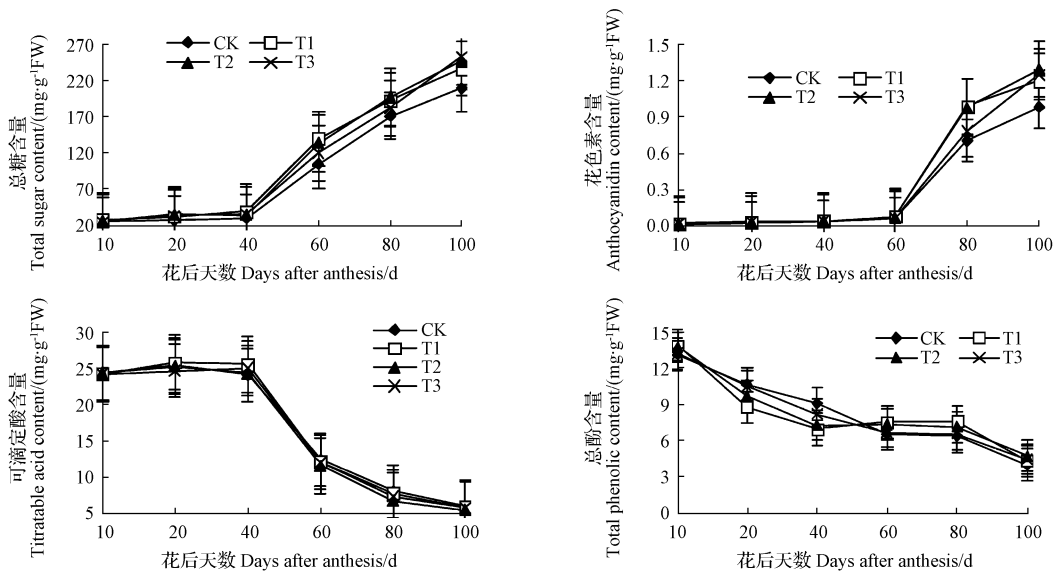 总糖含量
Total sugar content/(mg·g-1FW)
270
220
170
120
70
20
CK
T1
T2
T3
10 20 40 60 80 100
花后天数 Days after anthesis/d
花色素含量
Anthocyanidin content/(mg·g-1FW)
1.5
1.2
0.9
0.6
0.3
0.0
CK
T1
T2
T3
10 20 40 60 80 100
花后天数 Days after anthesis/d
可滴定酸含量
Titratable acid content/(mg·g-1FW)
30
25
20
15
10
5
CK
T1
T2
T3
10 20 40 60 80 100
花后天数 Days after anthesis/d
总酚含量
Total phenolic content/(mg·g-1FW)
15
12
9
6
3
0
CK
T1
T2
T3
10 20 40 60 80 100
花后天数 Days after anthesis/d